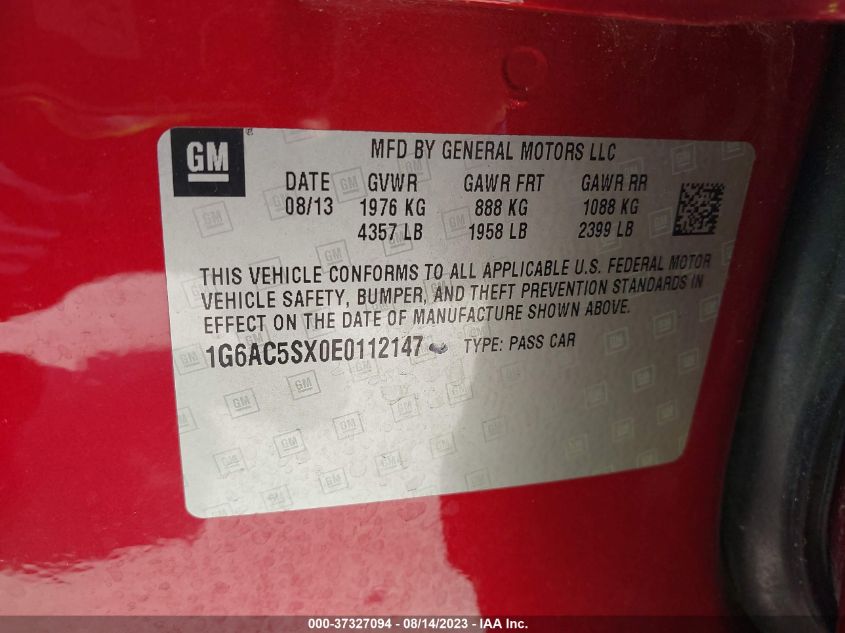 GM
MFD BY GENERAL MOTORS LLC
DATE GVWR GAWR FRT GAWR RR
08/13 1976 KG 888 KG 1088 KG
4357 LB 1958 LB 2399 LB
THIS VEHICLE CONFORMS TO ALL APPLICABLE U.S. FEDERAL MOTOR
VEHICLE SAFETY, BUMPER, AND THEFT PREVENTION STANDARDS IN
EFFECT ON THE DATE OF MANUFACTURE SHOWN ABOVE.
1G6AC5SX0E0112147 TYPE: PASS CAR
000-37327094 - 08/14/2023 - IAA Inc.